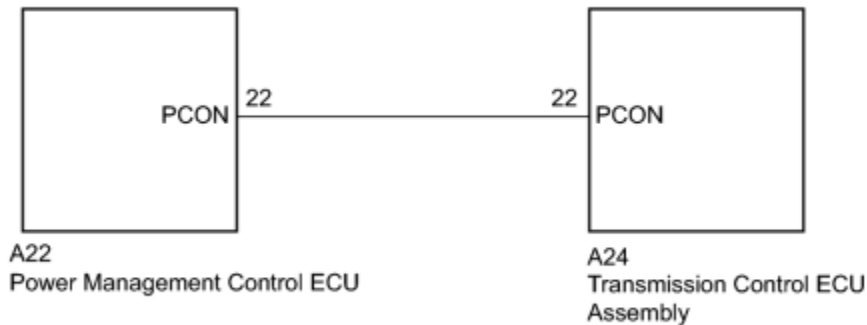 22 22
PCON PCON
A22
Power Management Control ECU
A24
Transmission Control ECU
Assembly